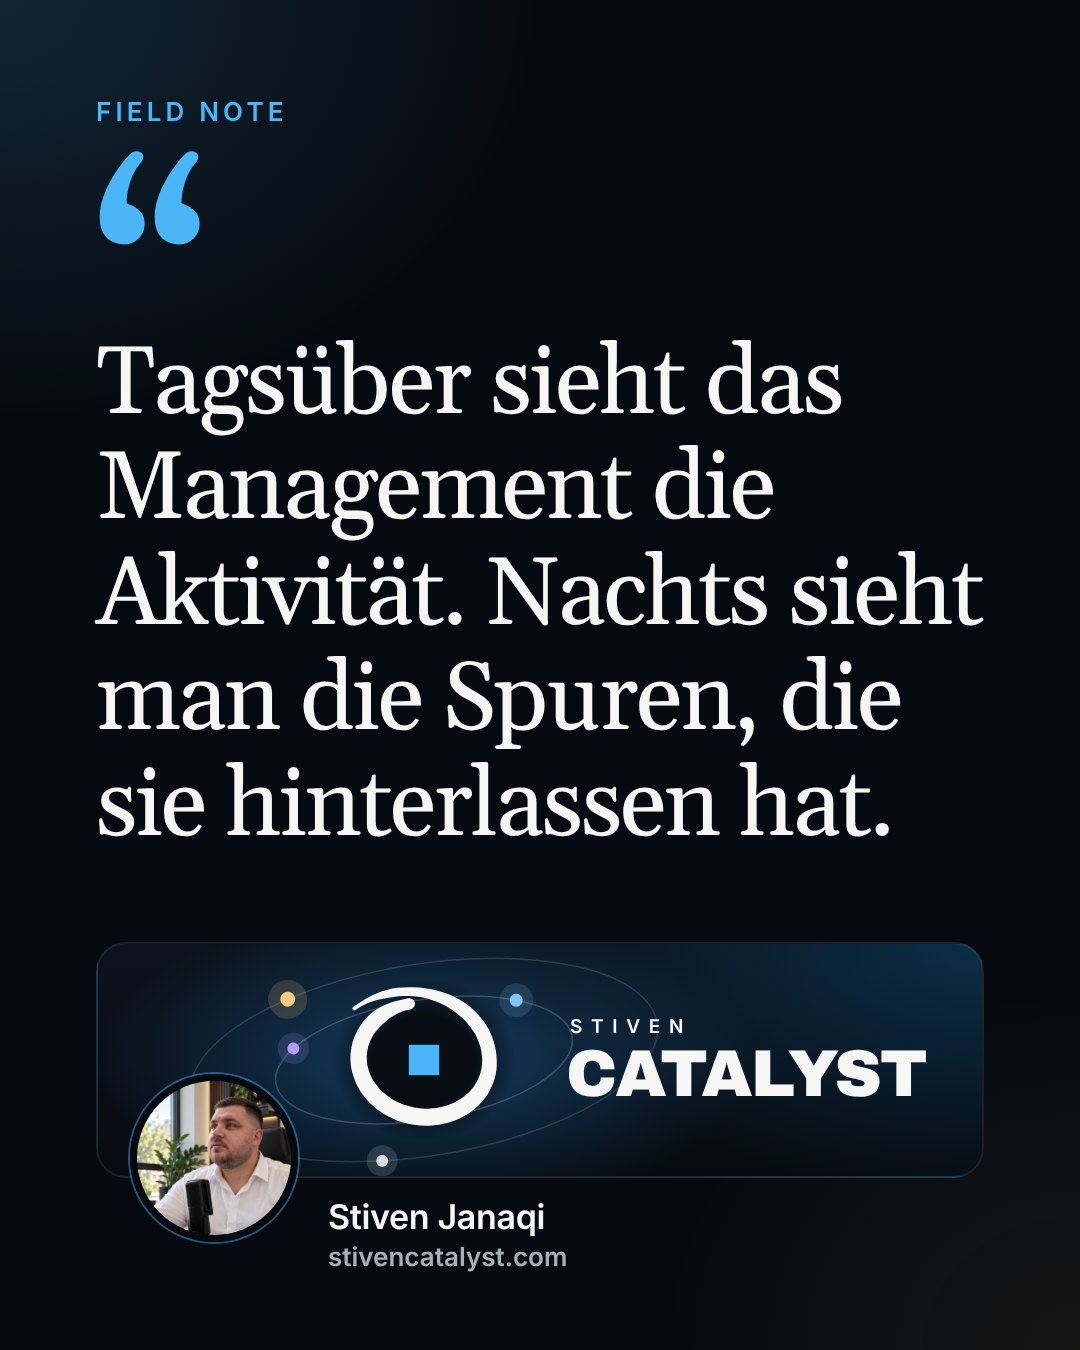 FIELD NOTE
“
Tagsüber sieht das
Management die
Aktivität. Nachts sieht
man die Spuren, die
sie hinterlassen hat.
STIVEN
CATALYST
Stiven Janaqi
stivencatalyst.com